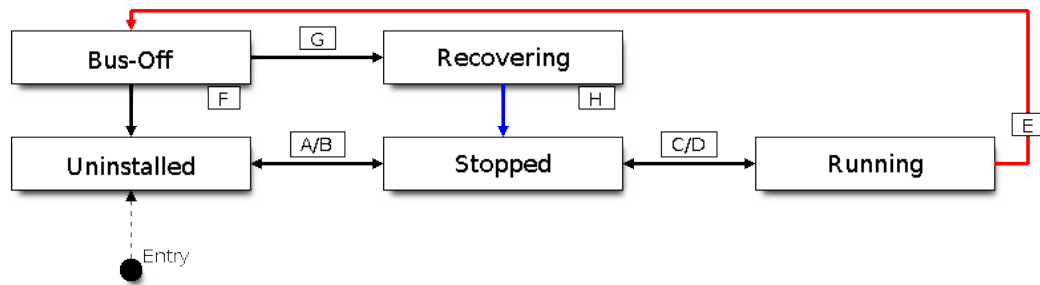 G
Bus-Off
Recovering
F
H
A/B
C/D
E
Uninstalled
Stopped
Running
Entry